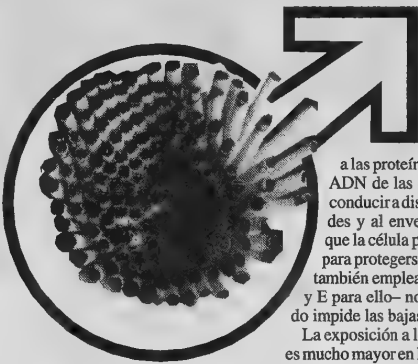 a las proteín
ADN de las
conducir a dis
des y al enve
que la célula p
para protegers
también emplea
y E para ello– no
do impide las bajas
La exposición a l
es mucho mayor en l